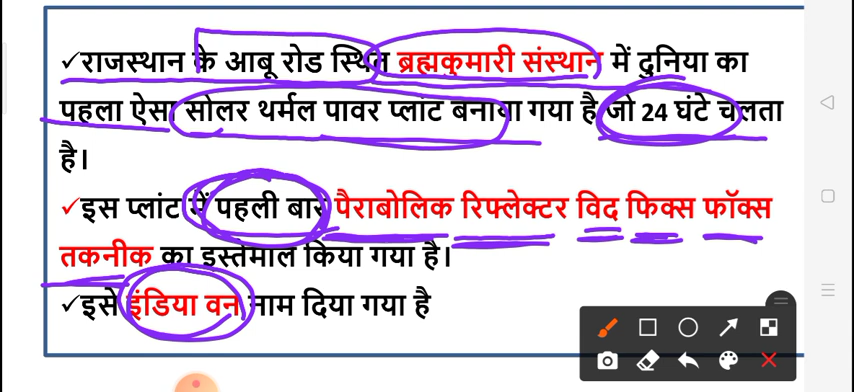 ✓राजस्थान के आबू रोड स्थित ब्रह्मकुमारी संस्थान में दुनिया का
पहला ऐसा सोलर थर्मल पावर प्लांट बनाया गया है जो 24 घंटे चलता
है।
✓इस प्लांट में पहली बार पैराबोलिक रिफ्लेक्टर विद फिक्स फॉक्स
तकनीक का इस्तेमाल किया गया है।
✓इसे इंडिया वन नाम दिया गया है